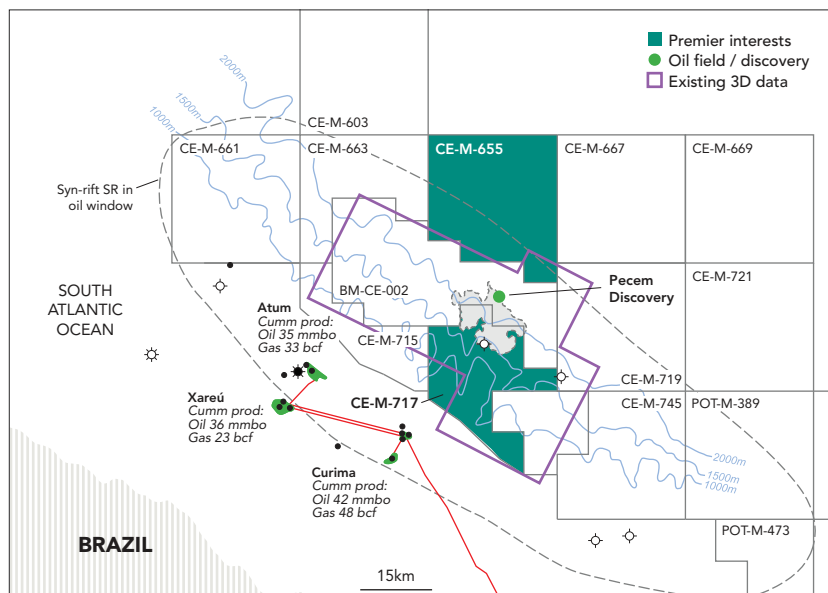 Premier interests
Oil field / discovery
Existing 3D data
2000m
1500m
1000m
CE-M-603
CE-M-661
CE-M-663
CE-M-655
CE-M-667
CE-M-669
Syn-rift SR in
oil window
SOUTH
ATLANTIC
OCEAN
BM-CE-002
Pecem
Discovery
CE-M-721
Atum
Cumm prod:
Oil 35 mmbo
Gas 33 bcf
CE-M-715
CE-M-719
Xareú
Cumm prod:
Oil 36 mmbo
Gas 23 bcf
CE-M-717
CE-M-745
POT-M-389
Curima
Cumm prod:
Oil 42 mmbo
Gas 48 bcf
2000m
1500m
1000m
POT-M-473
BRAZIL
15km